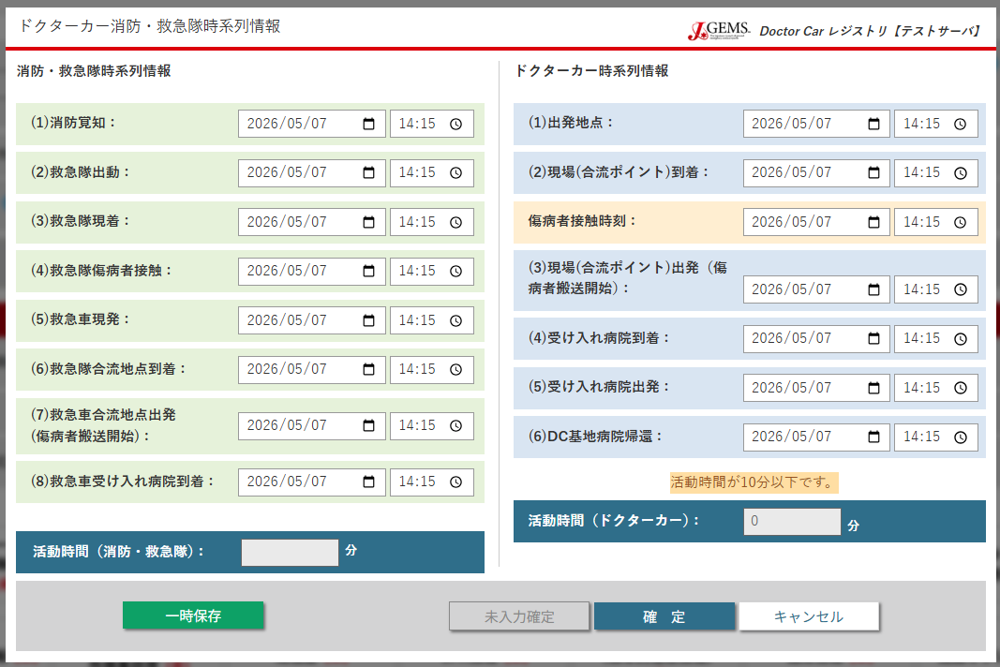 ドクターカー消防・救急隊時系列情報
J-GEMS
Doctor Car レジストリ【テストサーバ】
消防・救急隊時系列情報
(1)消防覚知： 2026/05/07 14:15
(2)救急隊出動： 2026/05/07 14:15
(3)救急隊現着： 2026/05/07 14:15
(4)救急隊傷病者接触： 2026/05/07 14:15
(5)救急車現発： 2026/05/07 14:15
(6)救急隊合流地点到着： 2026/05/07 14:15
(7)救急車合流地点出発
(傷病者搬送開始)： 2026/05/07 14:15
(8)救急車受け入れ病院到着： 2026/05/07 14:15
活動時間（消防・救急隊）： 分
ドクターカー時系列情報
(1)出発地点： 2026/05/07 14:15
(2)現場(合流ポイント)到着： 2026/05/07 14:15
傷病者接触時刻： 2026/05/07 14:15
(3)現場(合流ポイント)出発（傷
病者搬送開始)： 2026/05/07 14:15
(4)受け入れ病院到着： 2026/05/07 14:15
(5)受け入れ病院出発： 2026/05/07 14:15
(6)DC基地病院帰還： 2026/05/07 14:15
活動時間が10分以下です。
活動時間（ドクターカー)： 0 分
一時保存 未入力確定 確　定 キャンセル